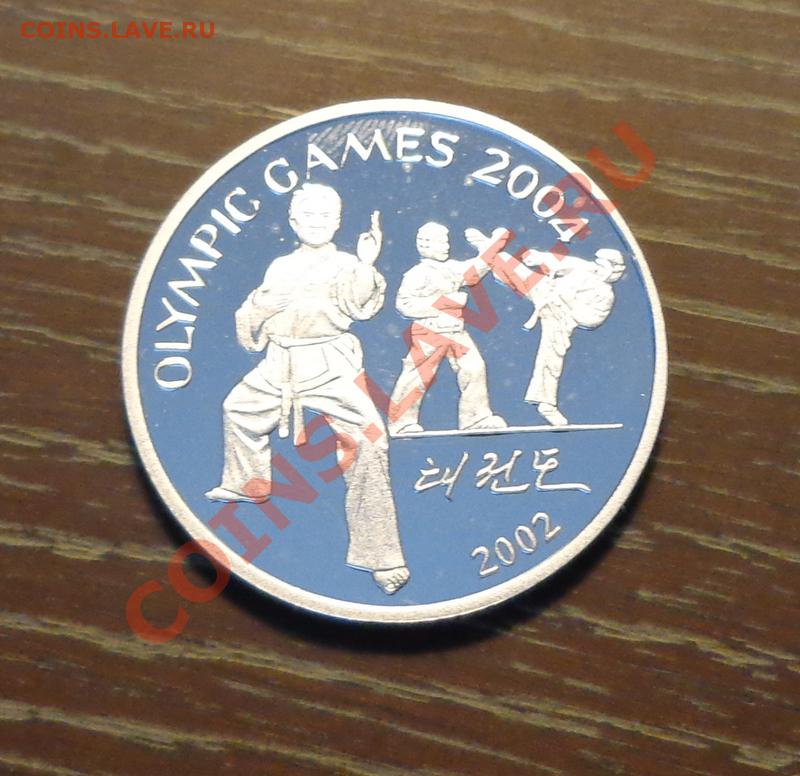 COINS.LAVE.RU
OLYMPIC GAMES 2004
태권도
2002
COINS.LAVE.RU